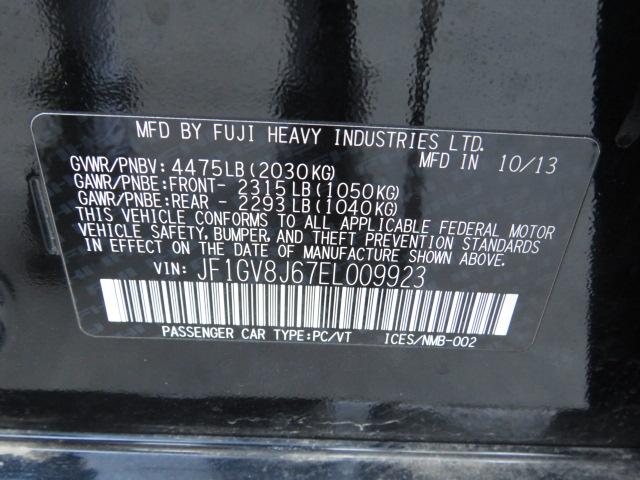 MFD BY FUJI HEAVY INDUSTRIES LTD.
MFD IN 10/13
GVWR/PNBV: 4475LB(2030KG)
GAWR/PNBE:FRONT- 2315LB(1050KG)
GAWR/PNBE:REAR - 2293LB(1040KG)
THIS VEHICLE CONFORMS TO ALL APPLICABLE FEDERAL MOTOR
VEHICLE SAFETY, BUMPER, AND THEFT PREVENTION STANDARDS
IN EFFECT ON THE DATE OF MANUFACTURE SHOWN ABOVE.
VIN: JF1GV8J67EL009923
PASSENGER CAR TYPE:PC/VT ICES/NMB-002